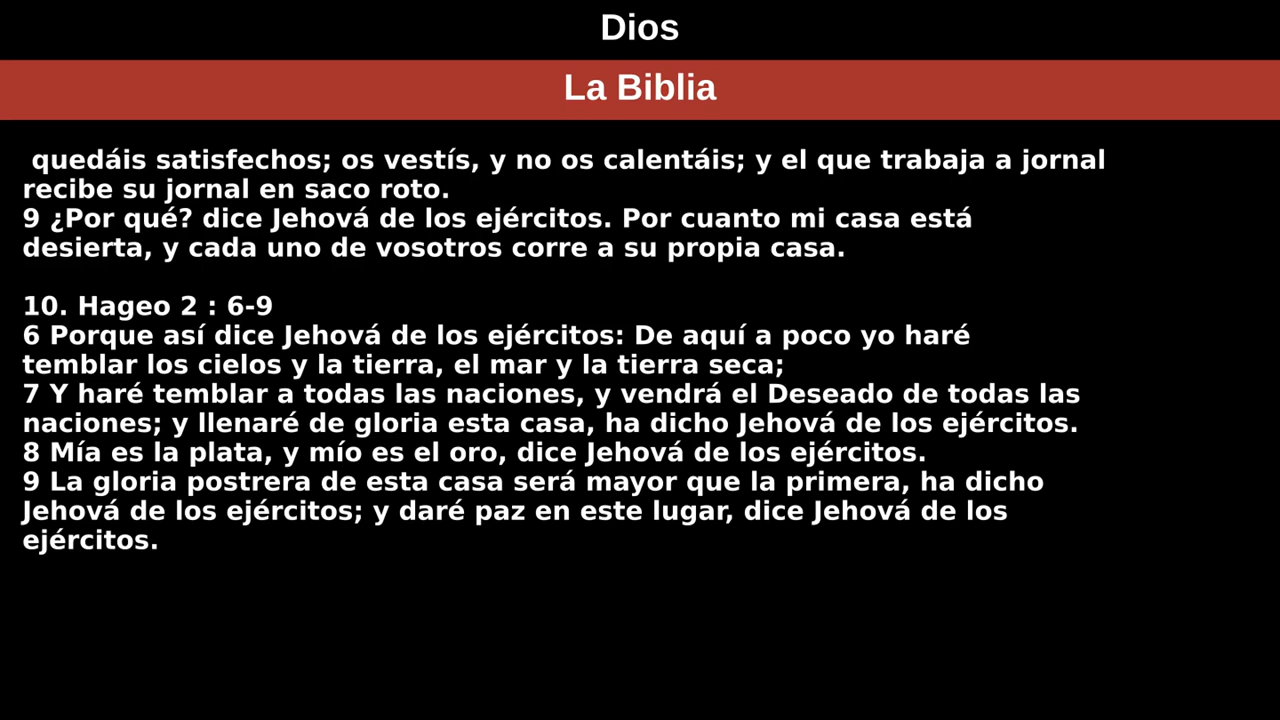 Dios
La Biblia
quedáis satisfechos; os vestís, y no os calentáis; y el que trabaja a jornal
recibe su jornal en saco roto.
9 ¿Por qué? dice Jehová de los ejércitos. Por cuanto mi casa está
desierta, y cada uno de vosotros corre a su propia casa.
10. Hageo 2 : 6-9
6 Porque así dice Jehová de los ejércitos: De aquí a poco yo haré
temblar los cielos y la tierra, el mar y la tierra seca;
7 Y haré temblar a todas las naciones, y vendrá el Deseado de todas las
naciones; y llenaré de gloria esta casa, ha dicho Jehová de los ejércitos.
8 Mía es la plata, y mío es el oro, dice Jehová de los ejércitos.
9 La gloria postrera de esta casa será mayor que la primera, ha dicho
Jehová de los ejércitos; y daré paz en este lugar, dice Jehová de los
ejércitos.